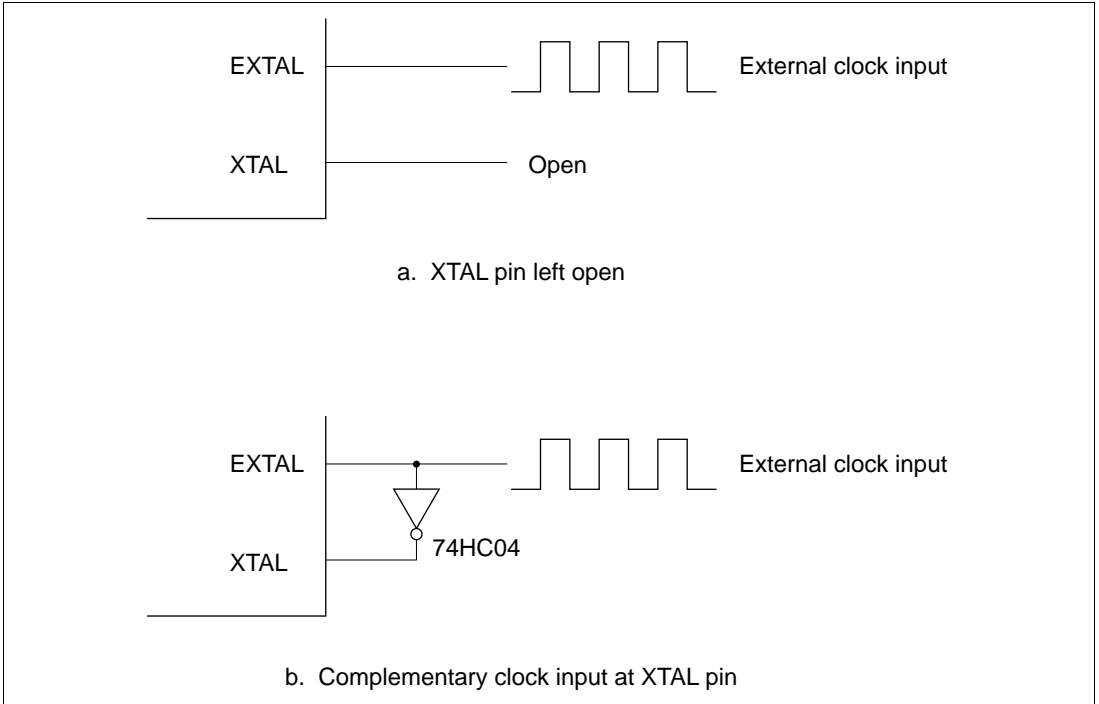 EXTAL
External clock input
XTAL
Open
a. XTAL pin left open
EXTAL
External clock input
74HC04
XTAL
b. Complementary clock input at XTAL pin